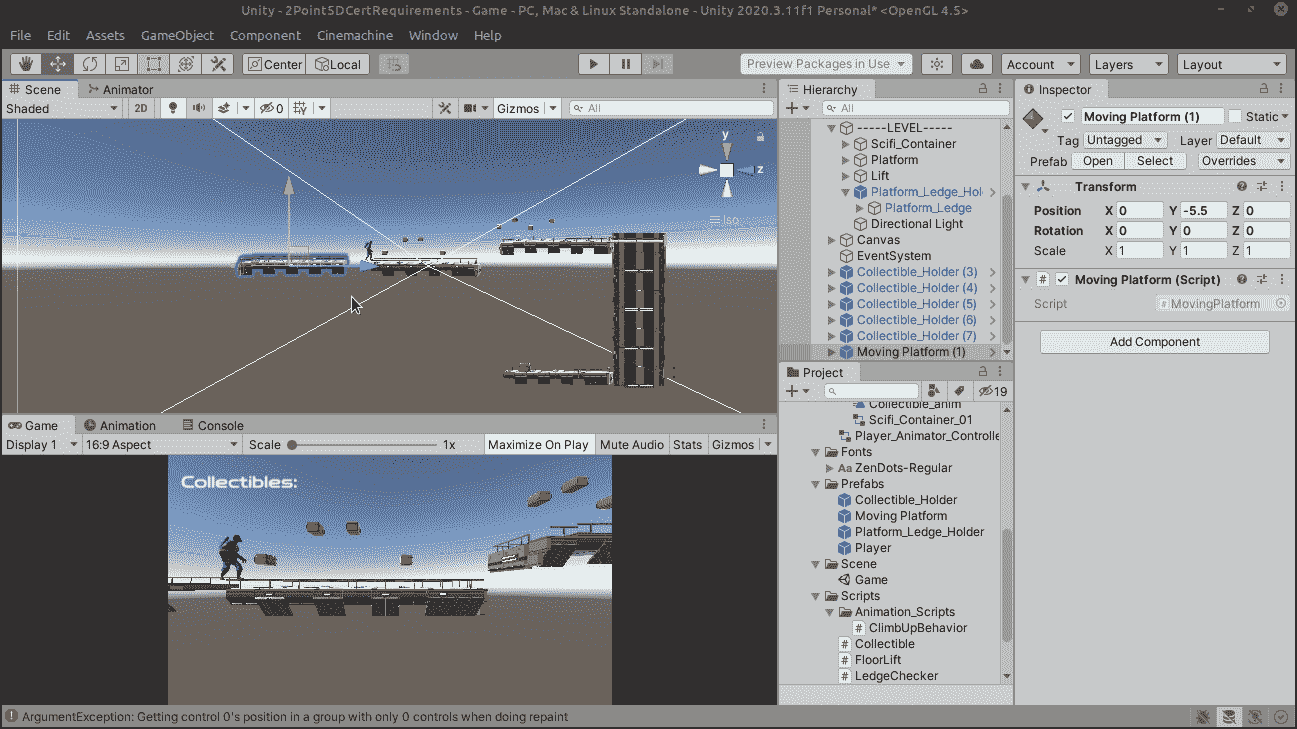 Unity - 2Point5DCertRequirements - Game - PC, Mac & Linux Standalone - Unity 2020.3.11f1 Personal* <OpenGL 4.5>
File Edit Assets GameObject Component Cinemachine Window Help
Center Local Preview Packages in Use Account Layers Layout
Scene Animator
Shaded 2D 0 Gizmos All
y
z
Iso
Hierarchy
All
-----LEVEL-----
Scifi_Container
Platform
Lift
Platform_Ledge_Hol
Platform_Ledge
Directional Light
Canvas
EventSystem
Collectible_Holder (3)
Collectible_Holder (4)
Collectible_Holder (5)
Collectible_Holder (6)
Collectible_Holder (7)
Moving Platform (1)
Inspector
Moving Platform (1) Static
Tag Untagged Layer Default
Prefab Open Select Overrides
Transform
Position X 0 Y -5.5 Z 0
Rotation X 0 Y 0 Z 0
Scale X 1 Y 1 Z 1
# Moving Platform (Script)
Script # MovingPlatform
Add Component
Game Animation Console
Display 1 16:9 Aspect Scale 1x Maximize On Play Mute Audio Stats Gizmos
Collectibles:
Project
19
Collectible_anim
Scifi_Container_01
Player_Animator_Controlle
Fonts
Aa ZenDots-Regular
Prefabs
Collectible_Holder
Moving Platform
Platform_Ledge_Holder
Player
Scene
Game
Scripts
Animation_Scripts
# ClimbUpBehavior
# Collectible
# FloorLift
# LedgeChecker
ArgumentException: Getting control 0's position in a group with only 0 controls when doing repaint